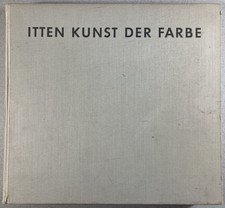 ITTEN KUNST DER FARBE